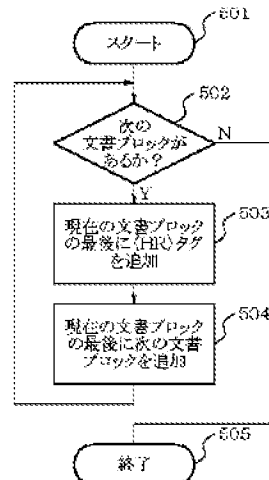 501
スタート
502
次の
文書ブロックが
あるか?
N
Y
503
現在の文書ブロック
の最後に〈HR〉タグ
を追加
504
現在の文書ブロック
の最後に次の文書
ブロックを追加
505
終了